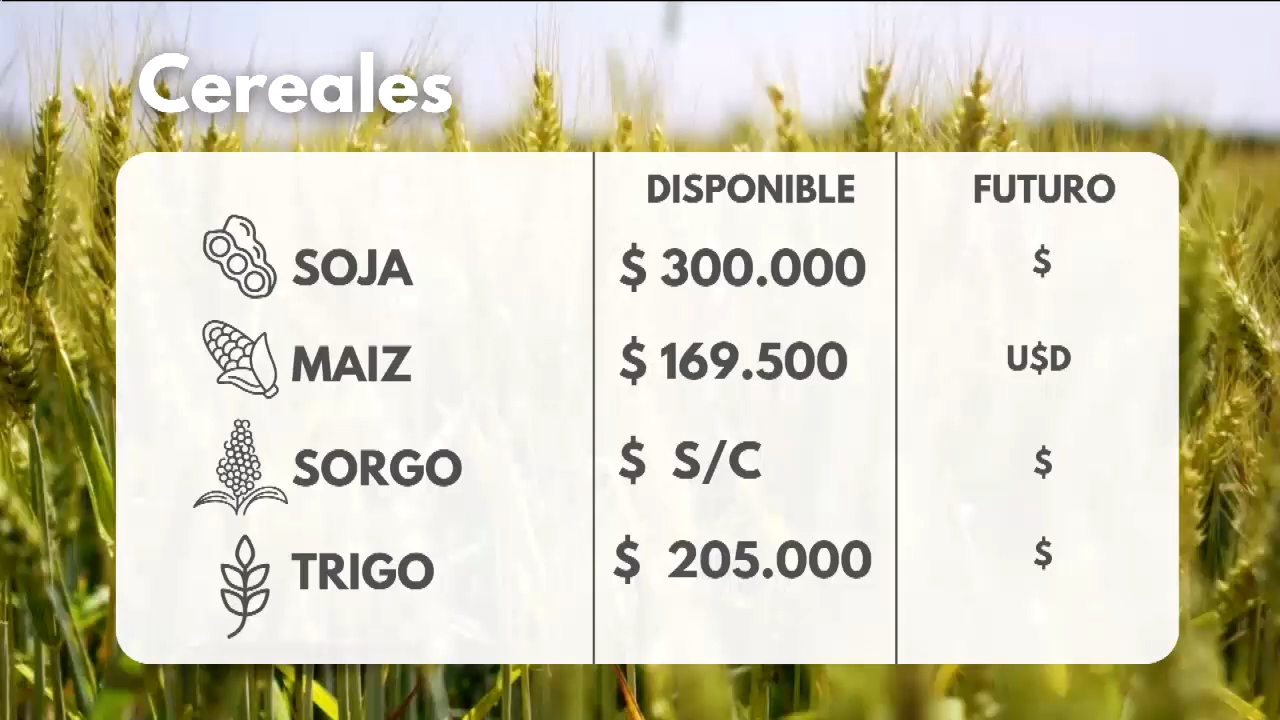 Cereales
DISPONIBLE FUTURO
SOJA $ 300.000 $
MAIZ $ 169.500 U$D
SORGO $ S/C $
TRIGO $ 205.000 $